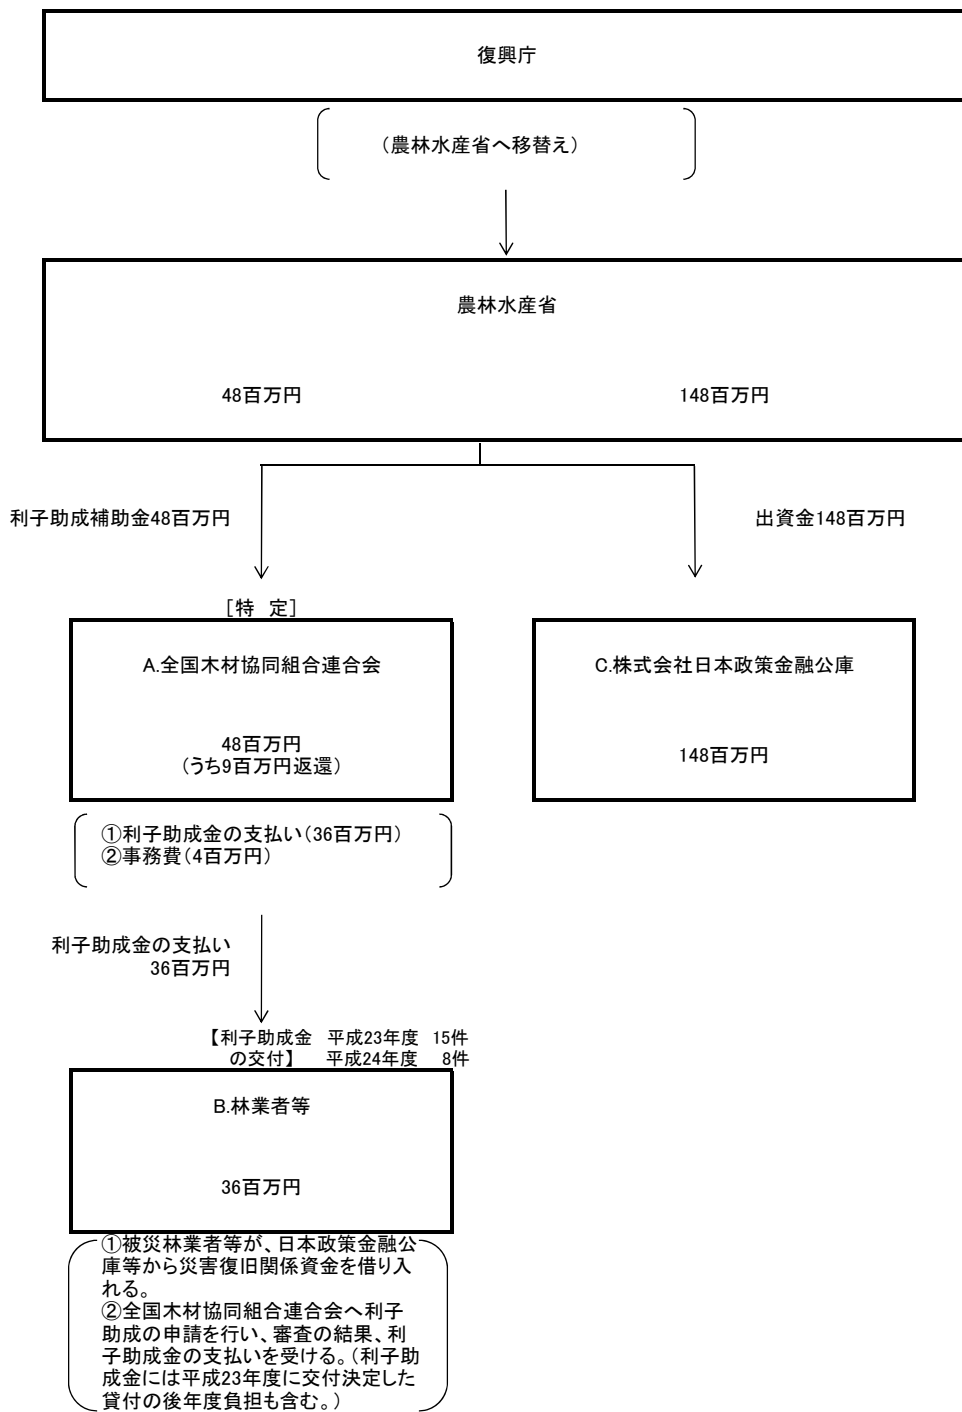 復興庁
(農林水産省へ移替え)
農林水産省
48百万円
148百万円
利子助成補助金48百万円
出資金148百万円
[特　定]
A.全国木材協同組合連合会
48百万円
(うち9百万円返還)
C.株式会社日本政策金融公庫
148百万円
①利子助成金の支払い(36百万円)
②事務費(4百万円)
利子助成金の支払い
36百万円
【利子助成金　平成23年度　15件
の交付】　平成24年度　8件
B.林業者等
36百万円
①被災林業者等が、日本政策金融公
庫等から災害復旧関係資金を借り入
れる。
②全国木材協同組合連合会へ利子
助成の申請を行い、審査の結果、利
子助成金の支払いを受ける。(利子助
成金には平成23年度に交付決定した
貸付の後年度負担も含む。)